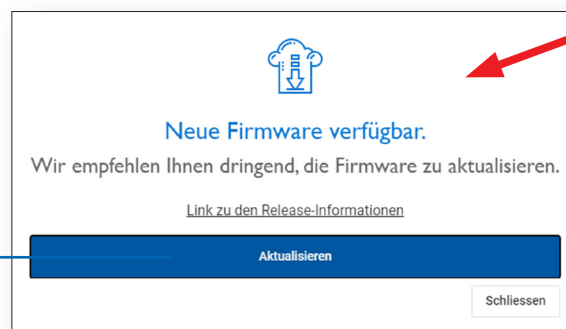 Neue Firmware verfügbar.
Wir empfehlen Ihnen dringend, die Firmware zu aktualisieren.
Link zu den Release-Informationen
Aktualisieren
Schliessen